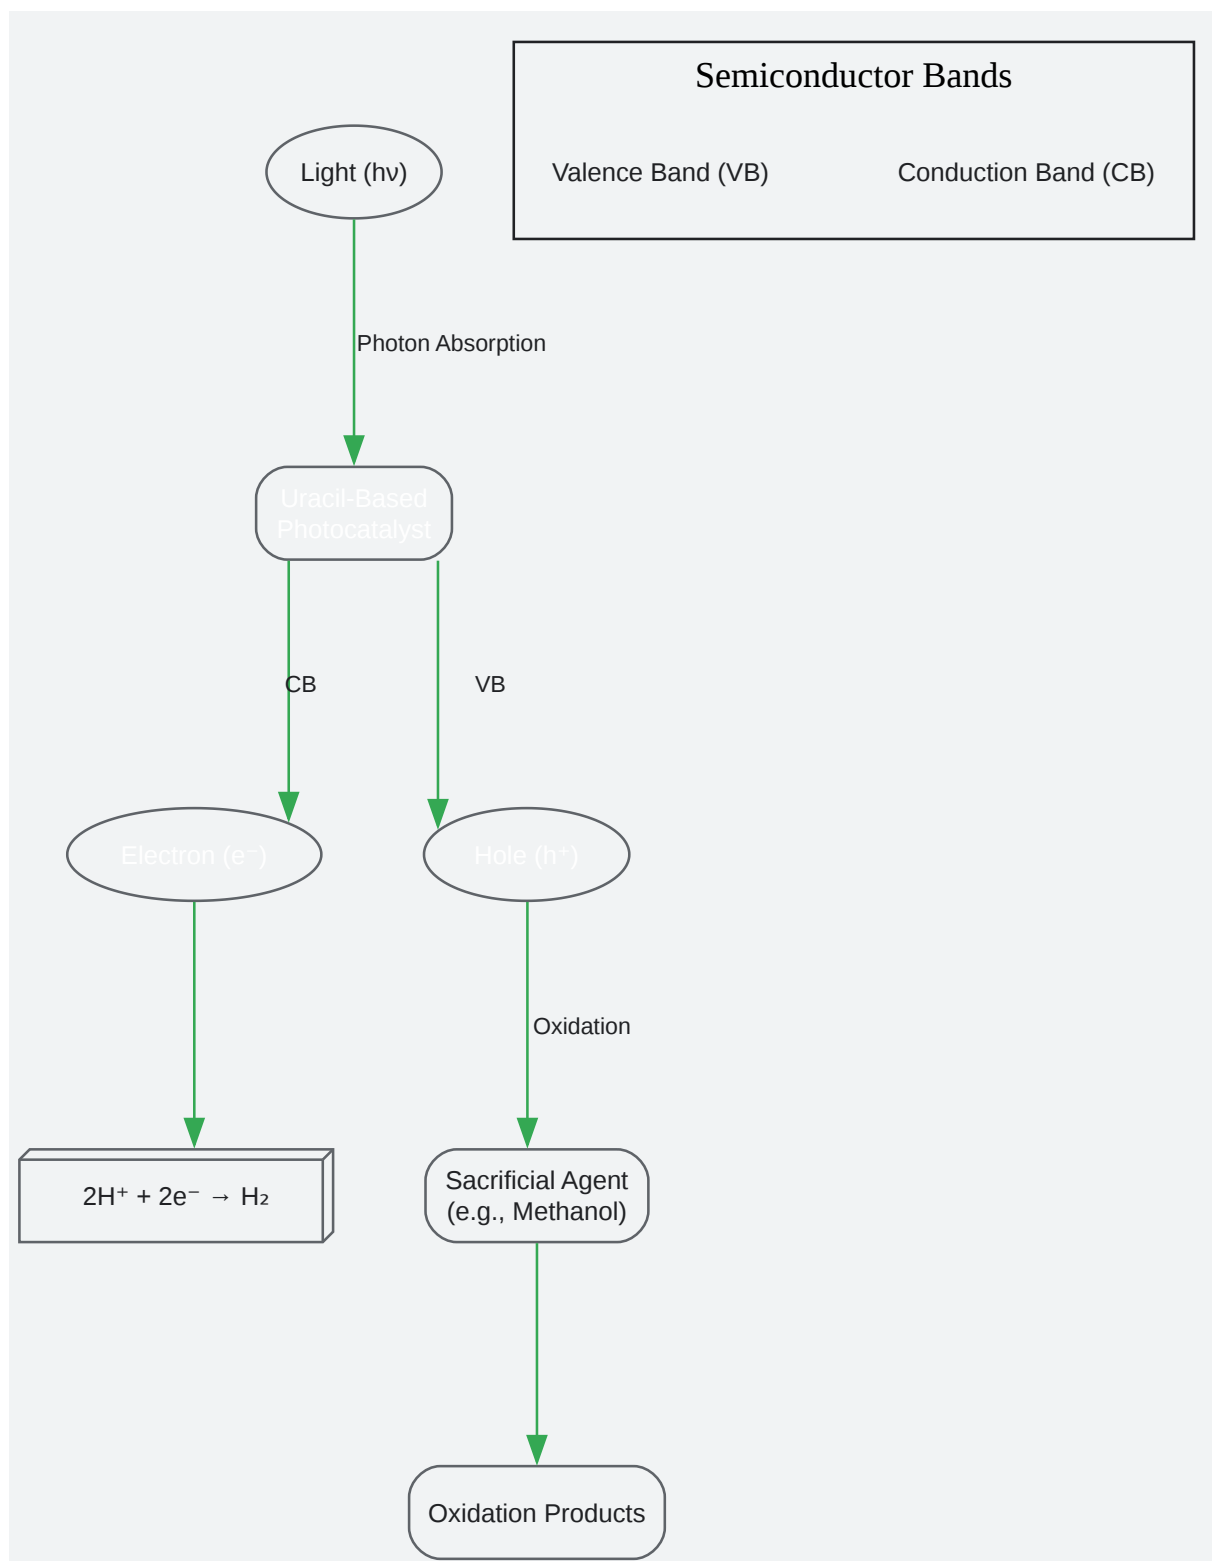 Semiconductor Bands
Light (hν)
Valence Band (VB)
Conduction Band (CB)
Photon Absorption
Uracil-Based
Photocatalyst
CB
VB
Electron (e⁻)
Hole (h⁺)
Oxidation
2H⁺ + 2e⁻ → H₂
Sacrificial Agent
(e.g., Methanol)
Oxidation Products